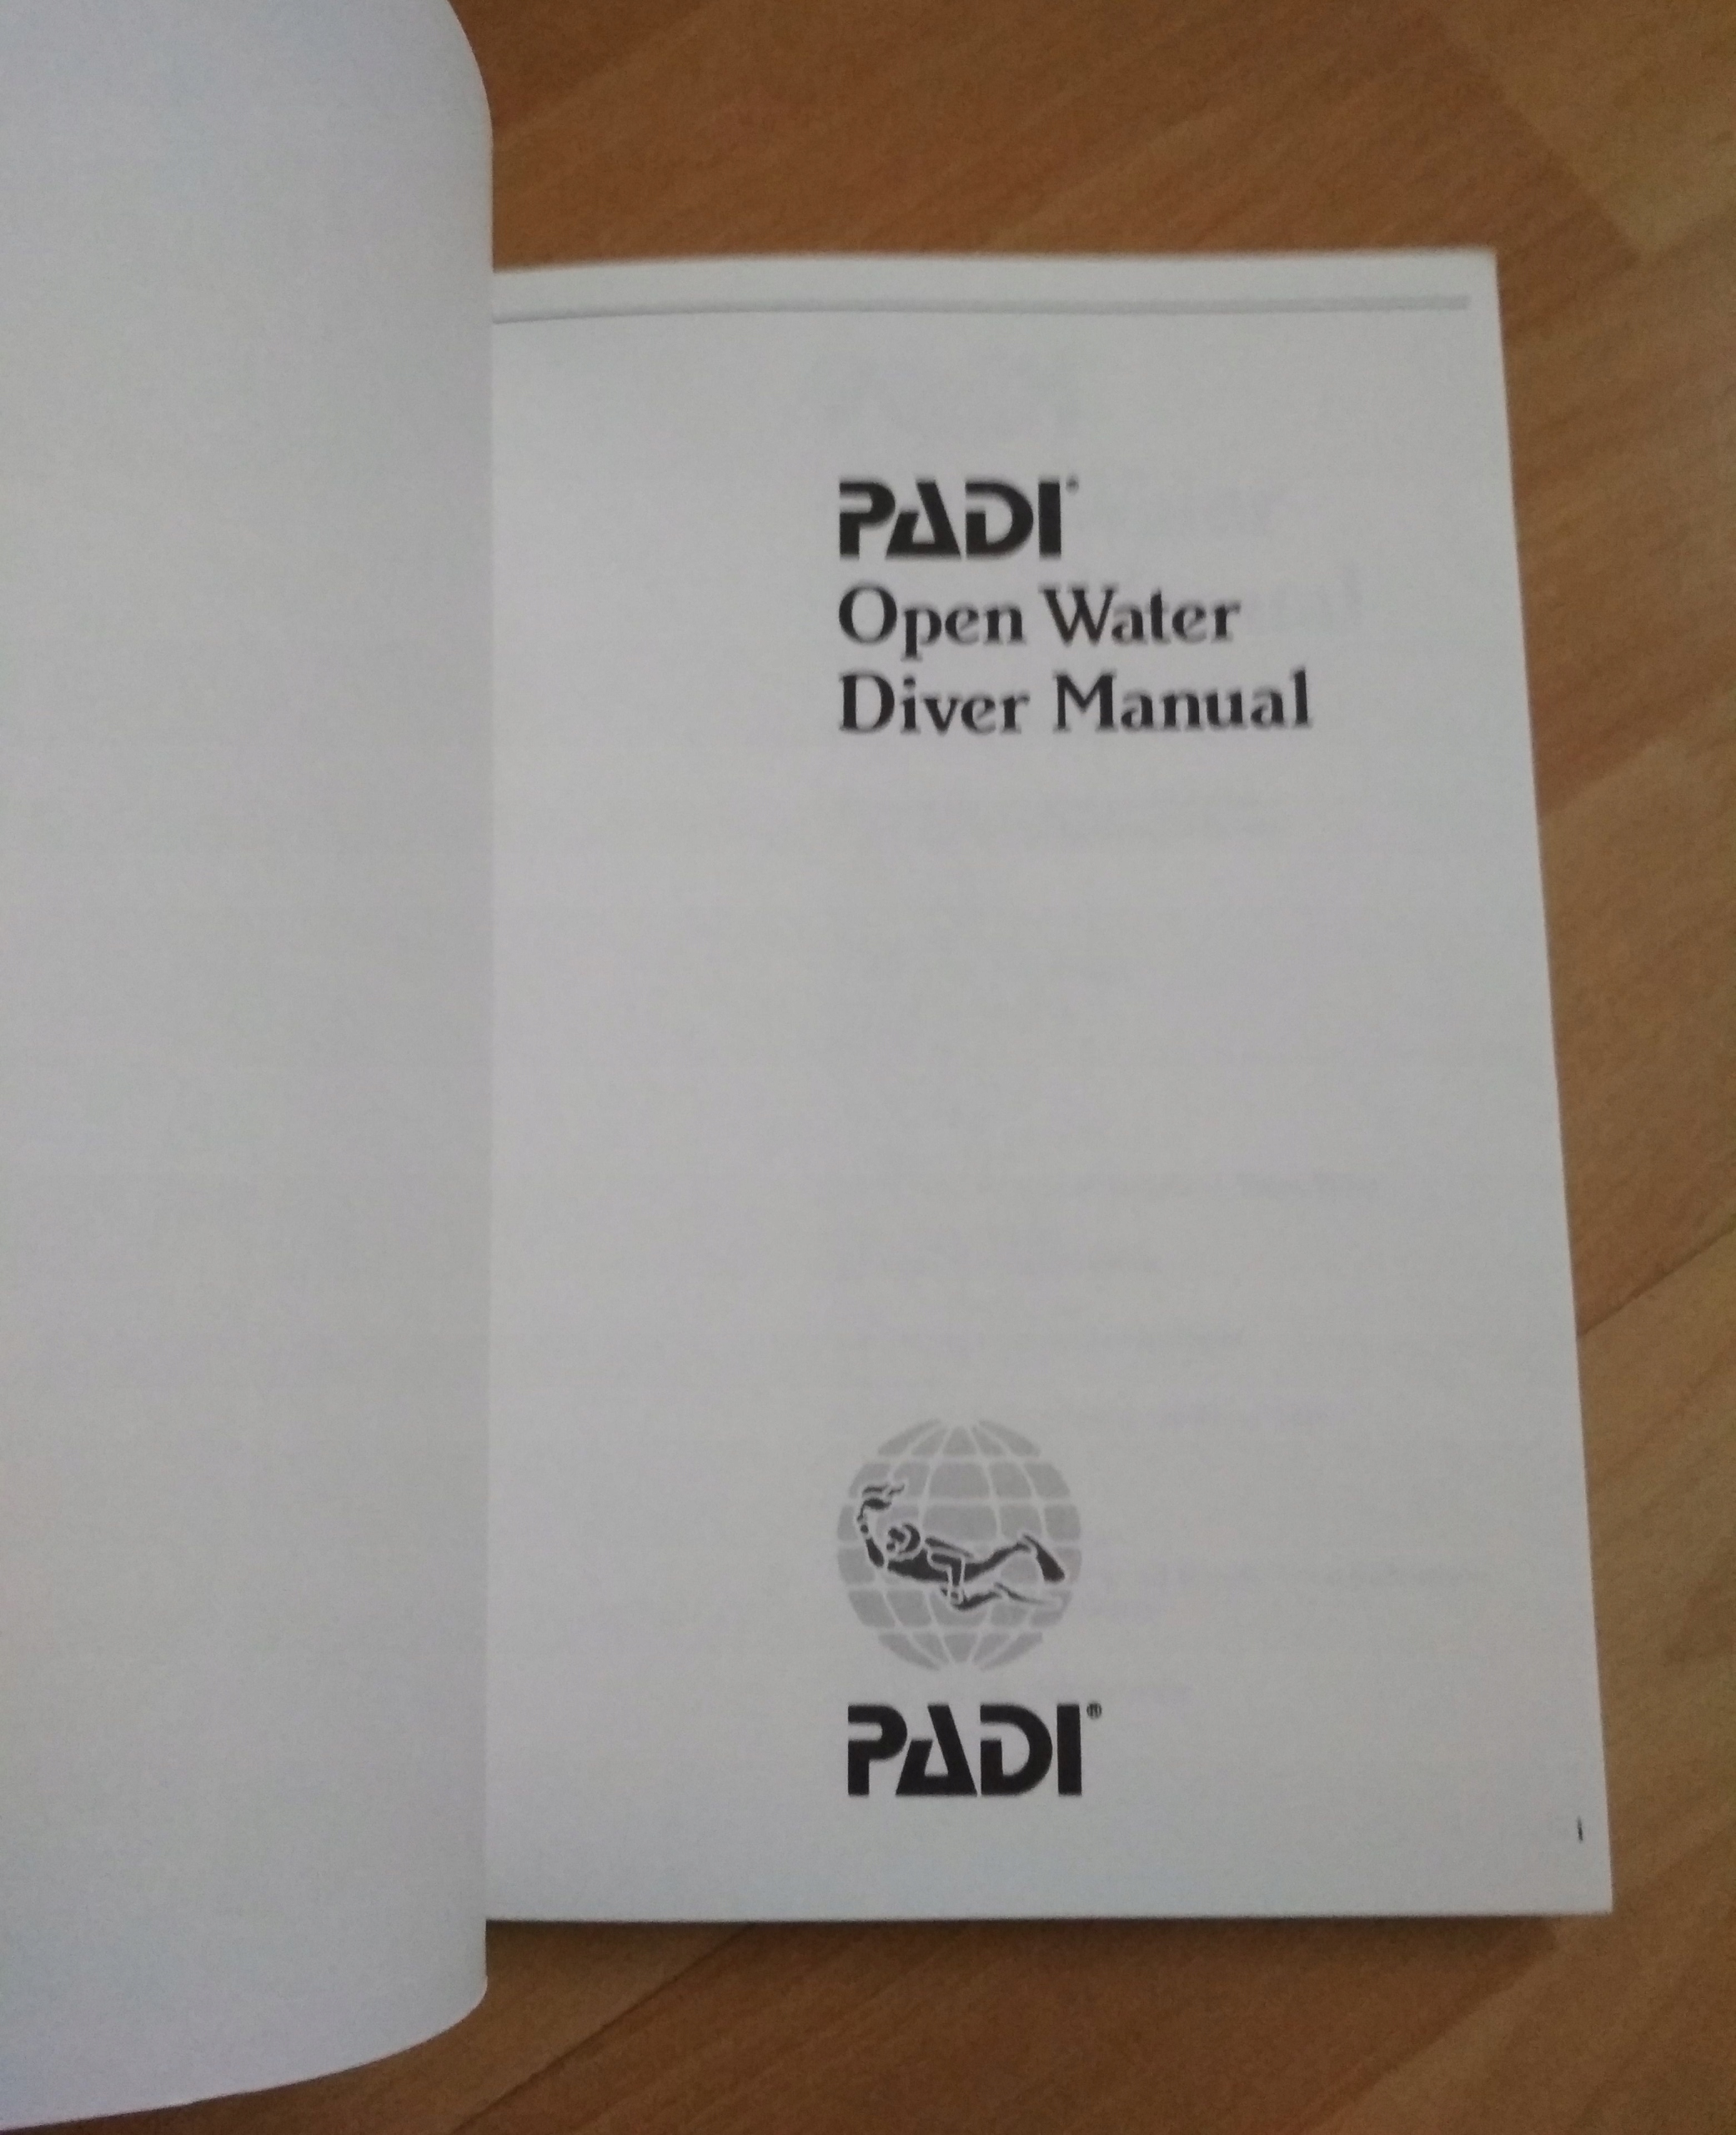 PADI®
Open Water
Diver Manual
PADI®
i